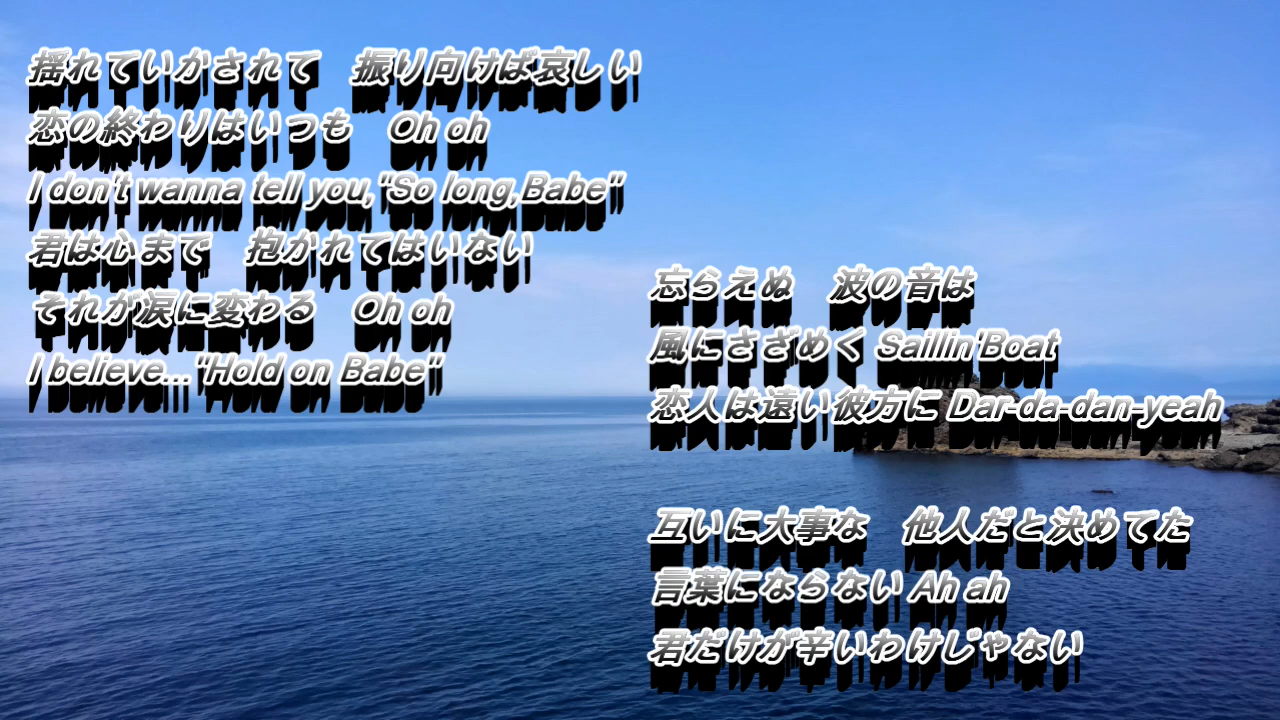 揺れていかされて　振り向けば哀しい
恋の終わりはいつも　Oh oh
I don't wanna tell you,"So long,Babe"
君は心まで　抱かれてはいない
それが涙に変わる　Oh oh
I believe..."Hold on Babe"
忘らえぬ　波の音は
風にさざめく Saillin'Boat
恋人は遠い彼方に Dar-da-dan-yeah
互いに大事な　他人だと決めてた
言葉にならない Ah ah
君だけが辛いわけじゃない